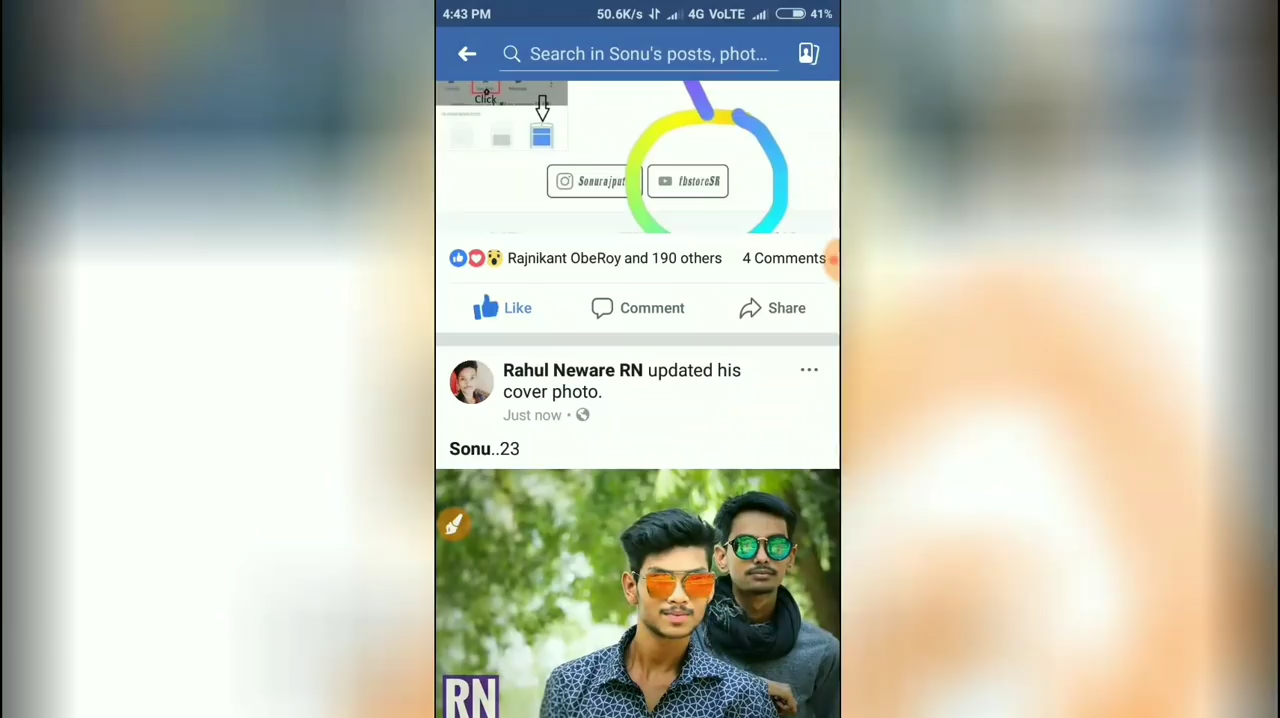 4:43 PM 50.6K/s 4G VoLTE 41%
Search in Sonu's posts, phot...
Click
Sonurajput
fbstoreSR
Rajnikant ObeRoy and 190 others 4 Comments
Like Comment Share
Rahul Neware RN updated his
cover photo.
Just now
Sonu..23
RN